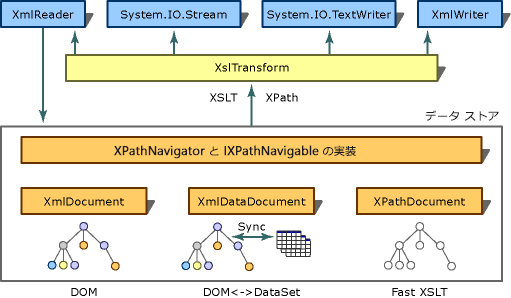 XmlReader
System.IO.Stream
System.IO.TextWriter
XmlWriter
XslTransform
XSLT
XPath
データ ストア
XPathNavigator と IXPathNavigable の実装
XmlDocument
XmlDataDocument
XPathDocument
Sync
DOM
DOM<->DataSet
Fast XSLT